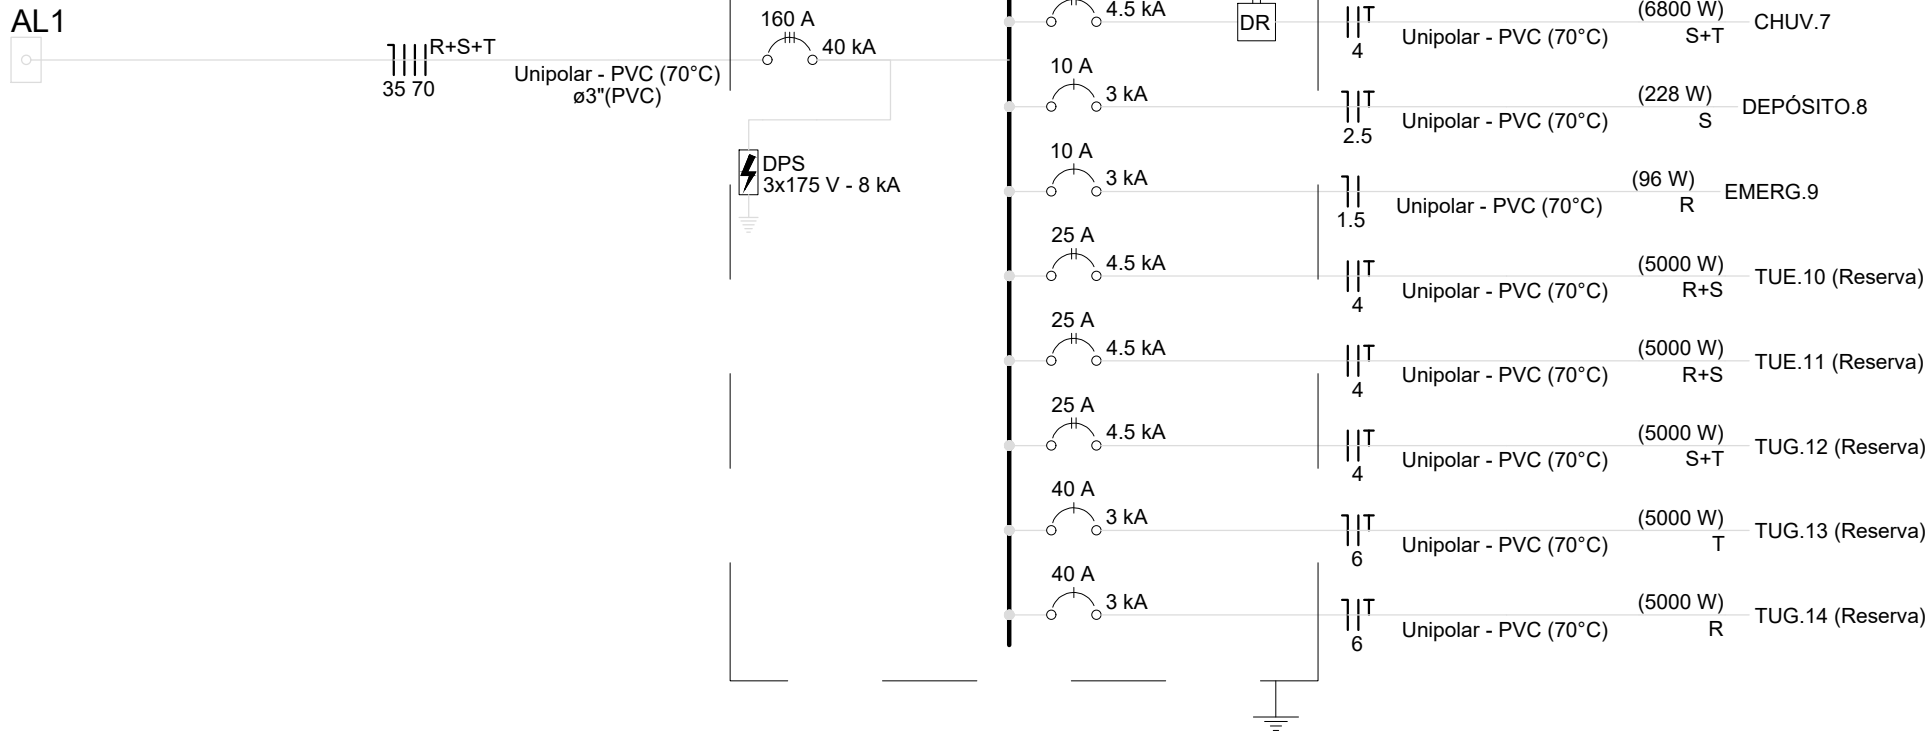 AL1
R+S+T
35 70
Unipolar - PVC (70°C)
ø3"(PVC)
160 A
40 kA
DPS
3x175 V - 8 kA
4.5 kA
DR
T
4
Unipolar - PVC (70°C)
(6800 W)
S+T
CHUV.7
10 A
3 kA
T
2.5
Unipolar - PVC (70°C)
(228 W)
S
DEPÓSITO.8
10 A
3 kA
1.5
Unipolar - PVC (70°C)
(96 W)
R
EMERG.9
25 A
4.5 kA
T
4
Unipolar - PVC (70°C)
(5000 W)
R+S
TUE.10 (Reserva)
25 A
4.5 kA
T
4
Unipolar - PVC (70°C)
(5000 W)
R+S
TUE.11 (Reserva)
25 A
4.5 kA
T
4
Unipolar - PVC (70°C)
(5000 W)
S+T
TUG.12 (Reserva)
40 A
3 kA
T
6
Unipolar - PVC (70°C)
(5000 W)
T
TUG.13 (Reserva)
40 A
3 kA
T
6
Unipolar - PVC (70°C)
(5000 W)
R
TUG.14 (Reserva)